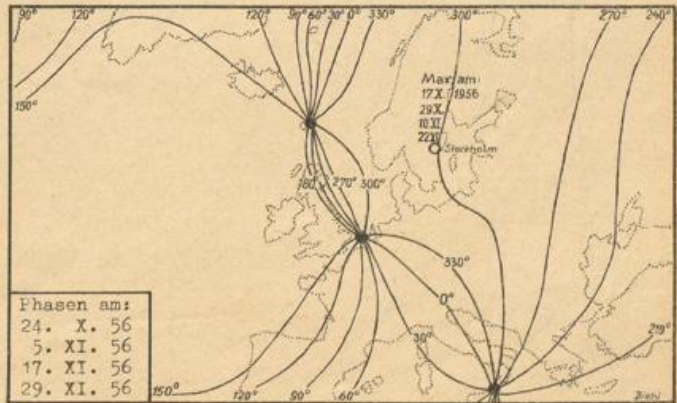 90° 120° 120° 90° 60° 30° 0° 330° 300° 270° 240°
150°
Max. am:
17 X. 1956
29 X.
10 XI.
22 XI.
Stockholm
180° 270° 300°
330°
0°
30°
210°
Phasen am:
24. X. 56
5. XI. 56
17. XI. 56
29. XI. 56
150° 120° 90° 60°